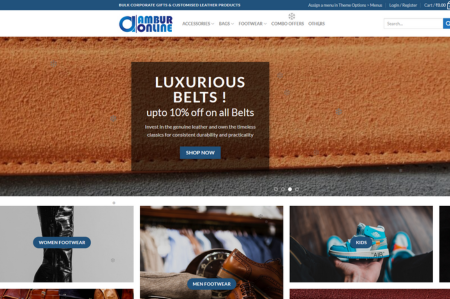 BULK CORPORATE GIFTS & CUSTOMISED LEATHER PRODUCTS
Assign a menu in Theme Options > Menus
Login / Register
Cart / ₹0.00
AMBUR
ONLINE
ACCESSORIES
BAGS
FOOTWEAR
COMBO OFFERS
OTHERS
Search...
LUXURIOUS
BELTS !
upto 10% off on all Belts
Invest in the genuine leather and own the timeless
classics for consistent durability and practicality
SHOP NOW
WOMEN FOOTWEAR
MEN FOOTWEAR
KIDS
"AIR"